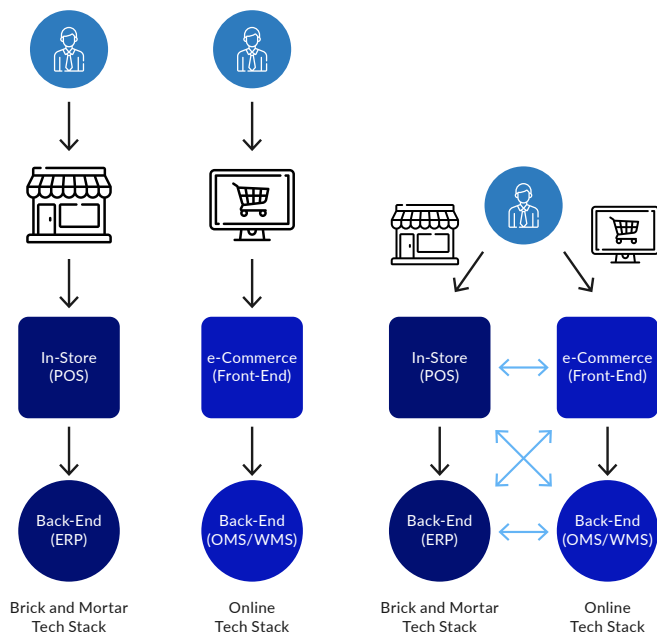 In-Store
(POS)
e-Commerce
(Front-End)
In-Store
(POS)
e-Commerce
(Front-End)
Back-End
(ERP)
Back-End
(OMS/WMS)
Back-End
(ERP)
Back-End
(OMS/WMS)
Brick and Mortar
Tech Stack
Online
Tech Stack
Brick and Mortar
Tech Stack
Online
Tech Stack